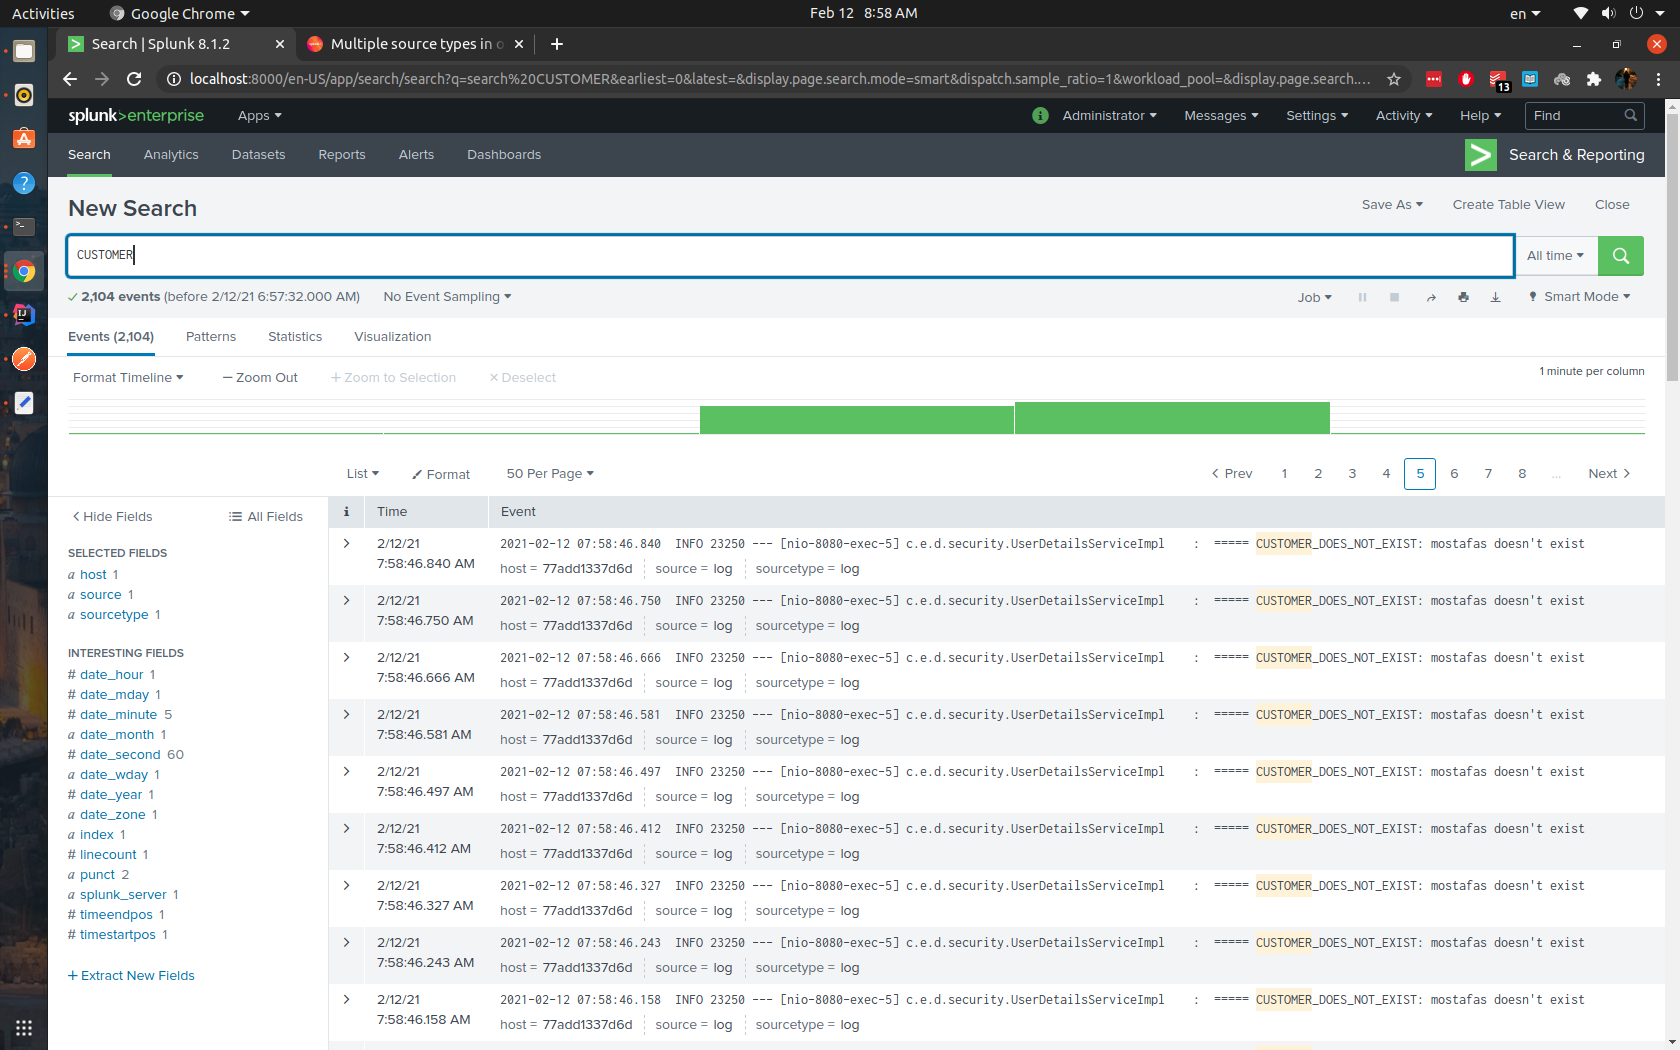 Activities
Google Chrome
Feb 12 8:58 AM
en
Search | Splunk 8.1.2
Multiple source types in o
localhost:8000/en-US/app/search/search?q=search%20CUSTOMER&earliest=0&latest=&display.page.search.mode=smart&dispatch.sample_ratio=1&workload_pool=&display.page.search....
13
splunk>enterprise
Apps
Administrator
Messages
Settings
Activity
Help
Find
Search
Analytics
Datasets
Reports
Alerts
Dashboards
Search & Reporting
New Search
Save As
Create Table View
Close
CUSTOMER
All time
2,104 events (before 2/12/21 6:57:32.000 AM)
No Event Sampling
Job
Smart Mode
Events (2,104)
Patterns
Statistics
Visualization
Format Timeline
— Zoom Out
+ Zoom to Selection
× Deselect
1 minute per column
List
Format
50 Per Page
< Prev 1 2 3 4 5 6 7 8 ... Next >
< Hide Fields
All Fields
SELECTED FIELDS
a host 1
a source 1
a sourcetype 1
INTERESTING FIELDS
# date_hour 1
# date_mday 1
# date_minute 5
a date_month 1
# date_second 60
a date_wday 1
# date_year 1
a date_zone 1
a index 1
# linecount 1
a punct 2
a splunk_server 1
# timeendpos 1
# timestartpos 1
+ Extract New Fields
i Time Event
2/12/21
7:58:46.840 AM
2021-02-12 07:58:46.840 INFO 23250 --- [nio-8080-exec-5] c.e.d.security.UserDetailsServiceImpl : ===== CUSTOMER_DOES_NOT_EXIST: mostafas doesn't exist
host = 77add1337d6d source = log sourcetype = log
2/12/21
7:58:46.750 AM
2021-02-12 07:58:46.750 INFO 23250 --- [nio-8080-exec-5] c.e.d.security.UserDetailsServiceImpl : ===== CUSTOMER_DOES_NOT_EXIST: mostafas doesn't exist
host = 77add1337d6d source = log sourcetype = log
2/12/21
7:58:46.666 AM
2021-02-12 07:58:46.666 INFO 23250 --- [nio-8080-exec-5] c.e.d.security.UserDetailsServiceImpl : ===== CUSTOMER_DOES_NOT_EXIST: mostafas doesn't exist
host = 77add1337d6d source = log sourcetype = log
2/12/21
7:58:46.581 AM
2021-02-12 07:58:46.581 INFO 23250 --- [nio-8080-exec-5] c.e.d.security.UserDetailsServiceImpl : ===== CUSTOMER_DOES_NOT_EXIST: mostafas doesn't exist
host = 77add1337d6d source = log sourcetype = log
2/12/21
7:58:46.497 AM
2021-02-12 07:58:46.497 INFO 23250 --- [nio-8080-exec-5] c.e.d.security.UserDetailsServiceImpl : ===== CUSTOMER_DOES_NOT_EXIST: mostafas doesn't exist
host = 77add1337d6d source = log sourcetype = log
2/12/21
7:58:46.412 AM
2021-02-12 07:58:46.412 INFO 23250 --- [nio-8080-exec-5] c.e.d.security.UserDetailsServiceImpl : ===== CUSTOMER_DOES_NOT_EXIST: mostafas doesn't exist
host = 77add1337d6d source = log sourcetype = log
2/12/21
7:58:46.327 AM
2021-02-12 07:58:46.327 INFO 23250 --- [nio-8080-exec-5] c.e.d.security.UserDetailsServiceImpl : ===== CUSTOMER_DOES_NOT_EXIST: mostafas doesn't exist
host = 77add1337d6d source = log sourcetype = log
2/12/21
7:58:46.243 AM
2021-02-12 07:58:46.243 INFO 23250 --- [nio-8080-exec-5] c.e.d.security.UserDetailsServiceImpl : ===== CUSTOMER_DOES_NOT_EXIST: mostafas doesn't exist
host = 77add1337d6d source = log sourcetype = log
2/12/21
7:58:46.158 AM
2021-02-12 07:58:46.158 INFO 23250 --- [nio-8080-exec-5] c.e.d.security.UserDetailsServiceImpl : ===== CUSTOMER_DOES_NOT_EXIST: mostafas doesn't exist
host = 77add1337d6d source = log sourcetype = log